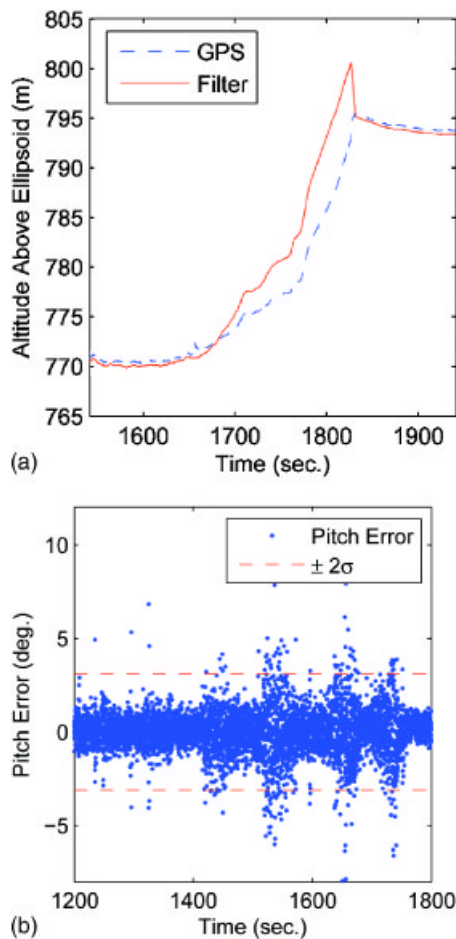 805
800
795
790
785
780
775
770
765
Altitude Above Ellipsoid (m)
GPS
Filter
1600 1700 1800 1900
Time (sec.)
(a)
10
5
0
−5
Pitch Error (deg.)
Pitch Error
± 2σ
1200 1400 1600 1800
Time (sec.)
(b)